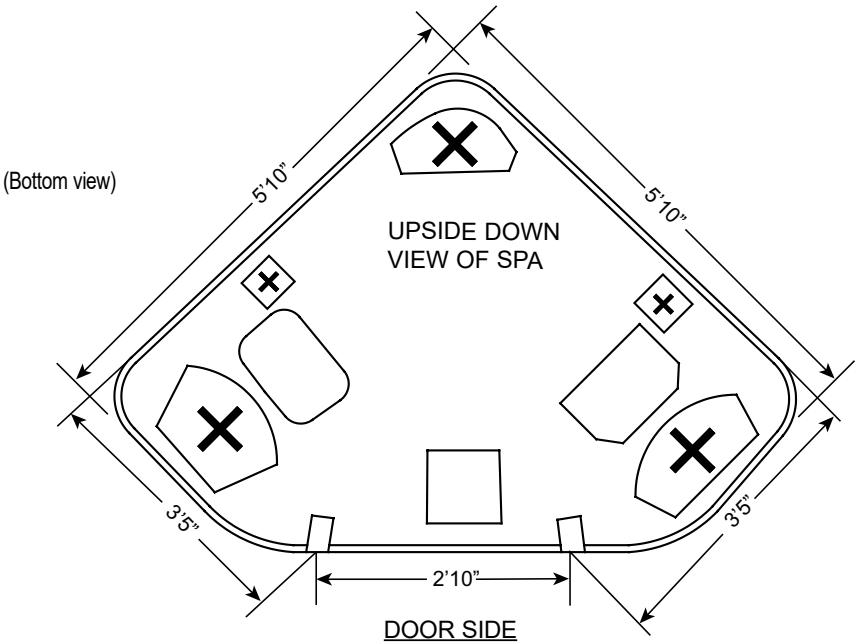 5’10”
5’10”
(Bottom view)
UPSIDE DOWN
VIEW OF SPA
3’5”
3’5”
2’10”
DOOR SIDE